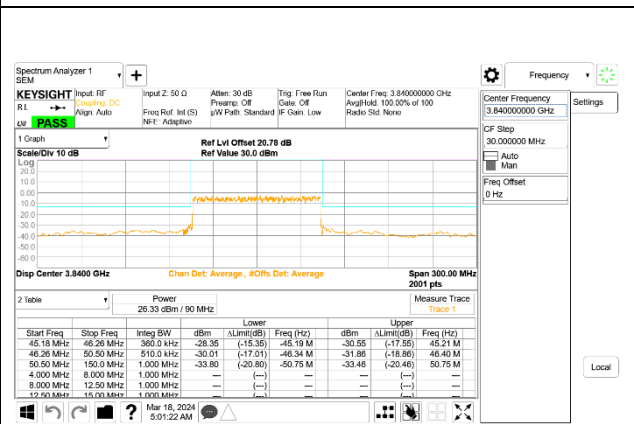 Spectrum Analyzer 1
SEM
Frequency
KEYSIGHT
Input: RF
Coupling: DC
Align: Auto
Input Z: 50 Ω
Freq Ref: Int (S)
NFE: Adaptive
Atten: 30 dB
Preamp: Off
µW Path: Standard
Trig: Free Run
Gate: Off
IF Gain: Low
Center Freq: 3.840000000 GHz
Avg|Hold: 100.00% of 100
Radio Std: None
R L
PASS
Center Frequency
3.840000000 GHz
Settings
CF Step
30.000000 MHz
Auto
Man
Freq Offset
0 Hz
Local
1 Graph
Scale/Div 10 dB
Ref Lvl Offset 20.78 dB
Ref Value 30.0 dBm
Log
20.0
10.0
0.00
-10.0
-20.0
-30.0
-40.0
-50.0
-60.0
Disp Center 3.8400 GHz
Chan Det: Average , #Offs Det: Average
Span 300.00 MHz
2001 pts
2 Table
Power
26.33 dBm / 90 MHz
Measure Trace
Trace 1
Lower Upper
Start Freq Stop Freq Integ BW dBm ΔLimit(dB) Freq (Hz) dBm ΔLimit(dB) Freq (Hz)
45.18 MHz 46.26 MHz 360.0 kHz -28.35 (-15.35) -45.19 M -30.55 (-17.55) 45.21 M
46.26 MHz 50.50 MHz 510.0 kHz -30.01 (-17.01) -46.34 M -31.86 (-18.86) 46.40 M
50.50 MHz 150.0 MHz 1.000 MHz -33.80 (-20.80) -50.75 M -33.46 (-20.46) 50.75 M
4.000 MHz 8.000 MHz 1.000 MHz --- (---) --- --- (---) ---
8.000 MHz 12.50 MHz 1.000 MHz --- (---) --- --- (---) ---
12.50 MHz 15.00 MHz 1.000 MHz --- (---) --- --- (---) ---
Mar 18, 2024
5:01:22 AM